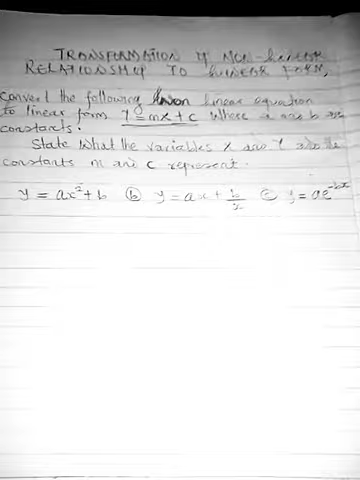 TRANSFORMATION OF NON-LINEAR
RELATIONSHIP TO LINEAR FORM,
Convert the following non linear equation
to linear form Y = mx + c Where a and b are
constants.
State What the variables X and Y and the
constants m and c represent.
y = ax² + b (b) y = ax + b/x (c) y = ae^-bx